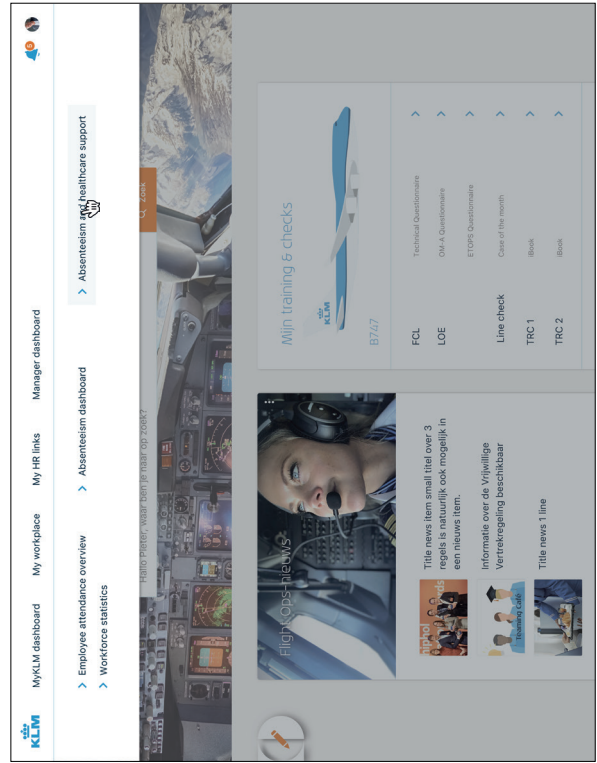 KLM
MyKLM dashboard
My workplace
My HR links
Manager dashboard
5
Employee attendance overview
Absenteeism dashboard
Absenteeism and healthcare support
Workforce statistics
Hallo Pieter, waar ben je naar op zoek?
Zoek
Flight Ops-nieuws
Title news item small titel over 3
regels is natuurlijk ook mogelijk in
een nieuws item.
Informatie over de Vrijwillige
Vertrekregeling beschikbaar
Teaming Café
Title news 1 line
Mijn training & checks
KLM
B747
FCL
Technical Questionnaire
LOE
OM-A Questionnaire
ETOPS Questionnaire
Line check
Case of the month
TRC 1
iBook
TRC 2
iBook